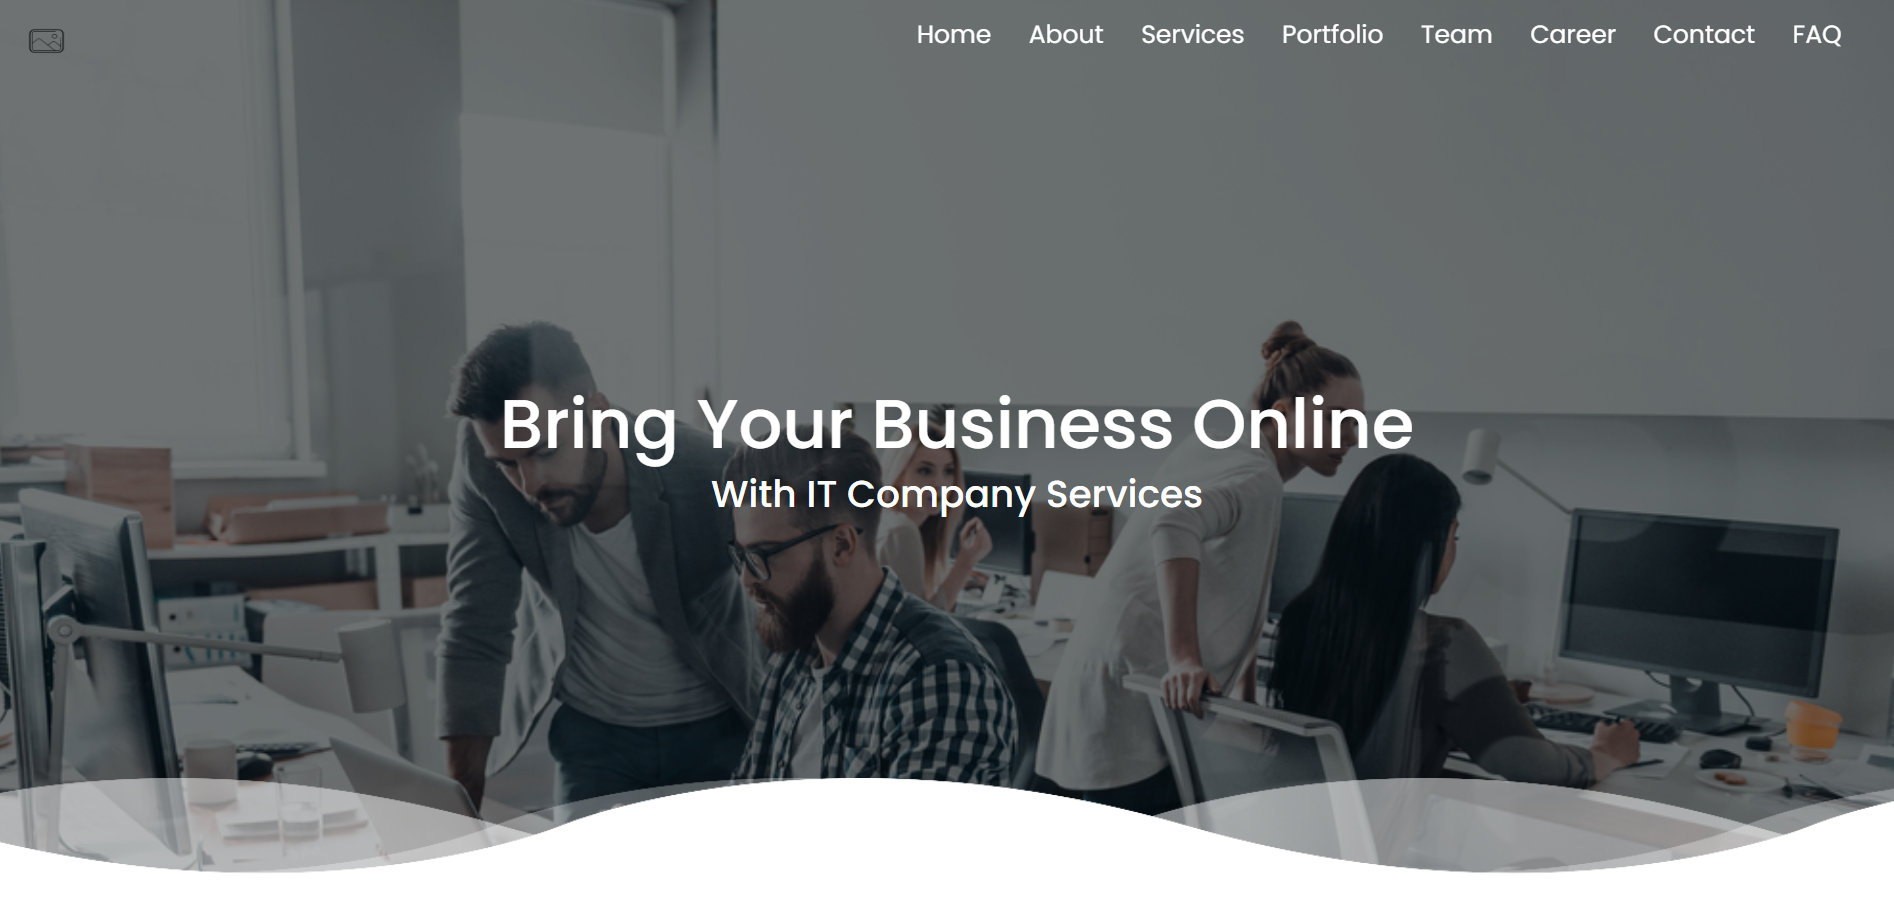 Home About Services Portfolio Team Career Contact FAQ
Bring Your Business Online
With IT Company Services